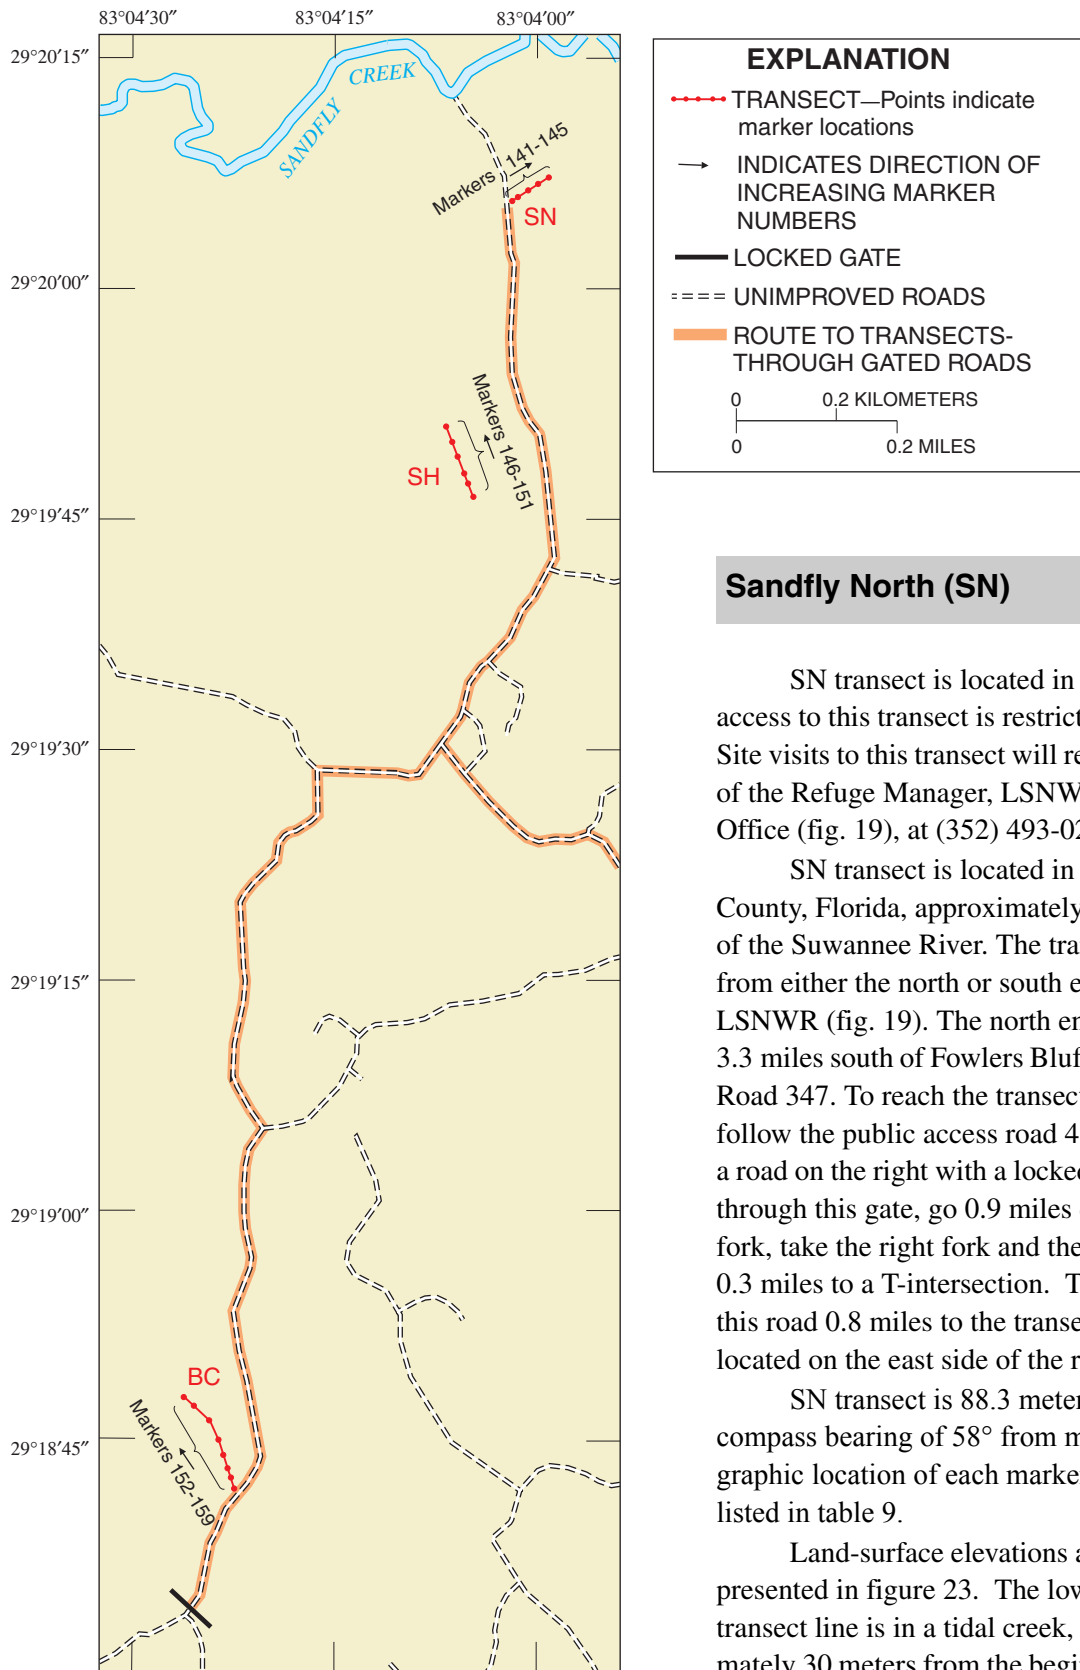 83°04′30″ 83°04′15″ 83°04′00″
29°20′15″
29°20′00″
29°19′45″
29°19′30″
29°19′15″
29°19′00″
29°18′45″
SANDFLY CREEK
Markers 141-145
SN
Markers 146-151
SH
BC
Markers 152-159
EXPLANATION
TRANSECT—Points indicate
marker locations
INDICATES DIRECTION OF
INCREASING MARKER
NUMBERS
LOCKED GATE
UNIMPROVED ROADS
ROUTE TO TRANSECTS-
THROUGH GATED ROADS
0 0.2 KILOMETERS
0 0.2 MILES
Sandfly North (SN)
SN transect is located in
access to this transect is restrict
Site visits to this transect will re
of the Refuge Manager, LSNW
Office (fig. 19), at (352) 493-02
SN transect is located in
County, Florida, approximately
of the Suwannee River. The tra
from either the north or south e
LSNWR (fig. 19). The north en
3.3 miles south of Fowlers Bluf
Road 347. To reach the transect
follow the public access road 4
a road on the right with a locked
through this gate, go 0.9 miles
fork, take the right fork and the
0.3 miles to a T-intersection. T
this road 0.8 miles to the transe
located on the east side of the r
SN transect is 88.3 meter
compass bearing of 58° from m
graphic location of each marke
listed in table 9.
Land-surface elevations a
presented in figure 23. The low
transect line is in a tidal creek,
mately 30 meters from the begi